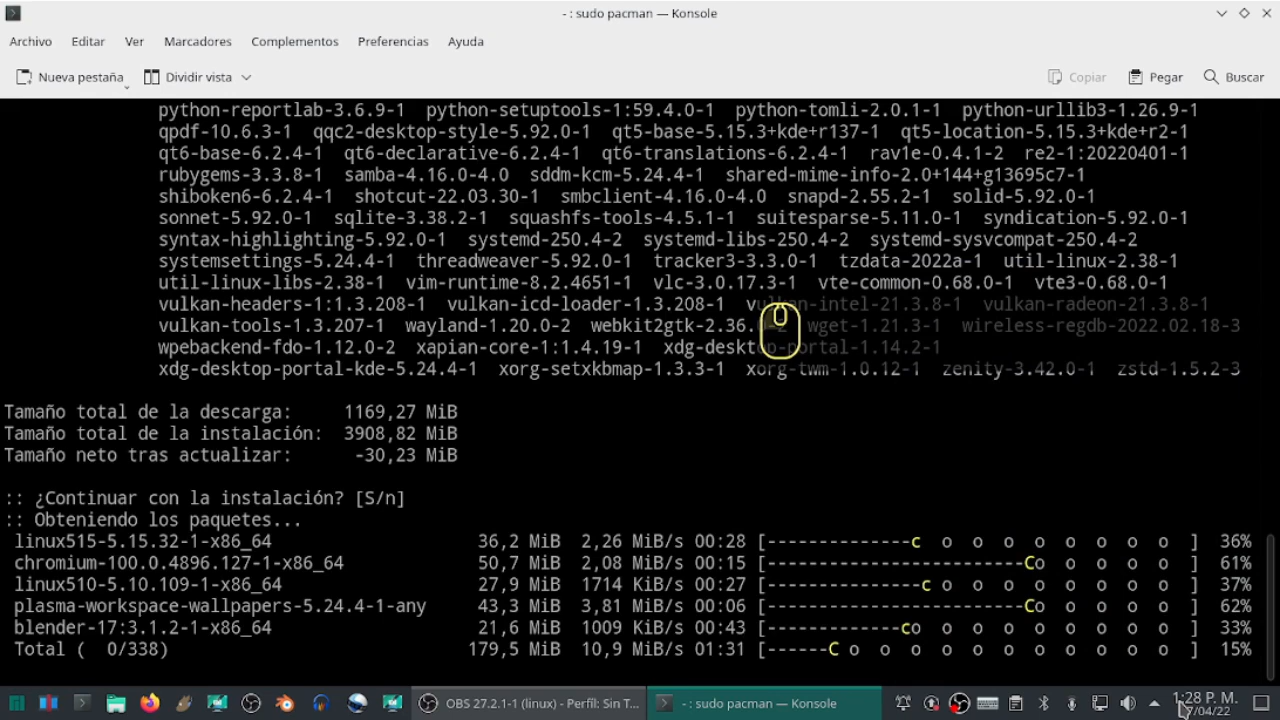 - : sudo pacman — Konsole
Archivo Editar Ver Marcadores Complementos Preferencias Ayuda
Nueva pestaña Dividir vista Copiar Pegar Buscar
python-reportlab-3.6.9-1 python-setuptools-1:59.4.0-1 python-tomli-2.0.1-1 python-urllib3-1.26.9-1
qpdf-10.6.3-1 qqc2-desktop-style-5.92.0-1 qt5-base-5.15.3+kde+r137-1 qt5-location-5.15.3+kde+r2-1
qt6-base-6.2.4-1 qt6-declarative-6.2.4-1 qt6-translations-6.2.4-1 rav1e-0.4.1-2 re2-1:20220401-1
rubygems-3.3.8-1 samba-4.16.0-4.0 sddm-kcm-5.24.4-1 shared-mime-info-2.0+144+g13695c7-1
shiboken6-6.2.4-1 shotcut-22.03.30-1 smbclient-4.16.0-4.0 snapd-2.55.2-1 solid-5.92.0-1
sonnet-5.92.0-1 sqlite-3.38.2-1 squashfs-tools-4.5.1-1 suitesparse-5.11.0-1 syndication-5.92.0-1
syntax-highlighting-5.92.0-1 systemd-250.4-2 systemd-libs-250.4-2 systemd-sysvcompat-250.4-2
systemsettings-5.24.4-1 threadweaver-5.92.0-1 tracker3-3.3.0-1 tzdata-2022a-1 util-linux-2.38-1
util-linux-libs-2.38-1 vim-runtime-8.2.4651-1 vlc-3.0.17.3-1 vte-common-0.68.0-1 vte3-0.68.0-1
vulkan-headers-1:1.3.208-1 vulkan-icd-loader-1.3.208-1 vulkan-intel-21.3.8-1 vulkan-radeon-21.3.8-1
vulkan-tools-1.3.207-1 wayland-1.20.0-2 webkit2gtk-2.36.0-2 wget-1.21.3-1 wireless-regdb-2022.02.18-3
wpebackend-fdo-1.12.0-2 xapian-core-1:1.4.19-1 xdg-desktop-portal-1.14.2-1
xdg-desktop-portal-kde-5.24.4-1 xorg-setxkbmap-1.3.3-1 xorg-twm-1.0.12-1 zenity-3.42.0-1 zstd-1.5.2-3
Tamaño total de la descarga: 1169,27 MiB
Tamaño total de la instalación: 3908,82 MiB
Tamaño neto tras actualizar: -30,23 MiB
:: ¿Continuar con la instalación? [S/n]
:: Obteniendo los paquetes...
linux515-5.15.32-1-x86_64 36,2 MiB 2,26 MiB/s 00:28 [--------------c o o o o o o o o ] 36%
chromium-100.0.4896.127-1-x86_64 50,7 MiB 2,08 MiB/s 00:15 [-------------------------Co o o o o ] 61%
linux510-5.10.109-1-x86_64 27,9 MiB 1714 KiB/s 00:27 [---------------c o o o o o o o o ] 37%
plasma-workspace-wallpapers-5.24.4-1-any 43,3 MiB 3,81 MiB/s 00:06 [-------------------------Co o o o o ] 62%
blender-17:3.1.2-1-x86_64 21,6 MiB 1009 KiB/s 00:43 [-------------co o o o o o o o o ] 33%
Total ( 0/338) 179,5 MiB 10,9 MiB/s 01:31 [------C o o o o o o o o o o o ] 15%
OBS 27.2.1-1 (linux) - Perfil: Sin T... - : sudo pacman — Konsole 1:28 P. M.
7/04/22